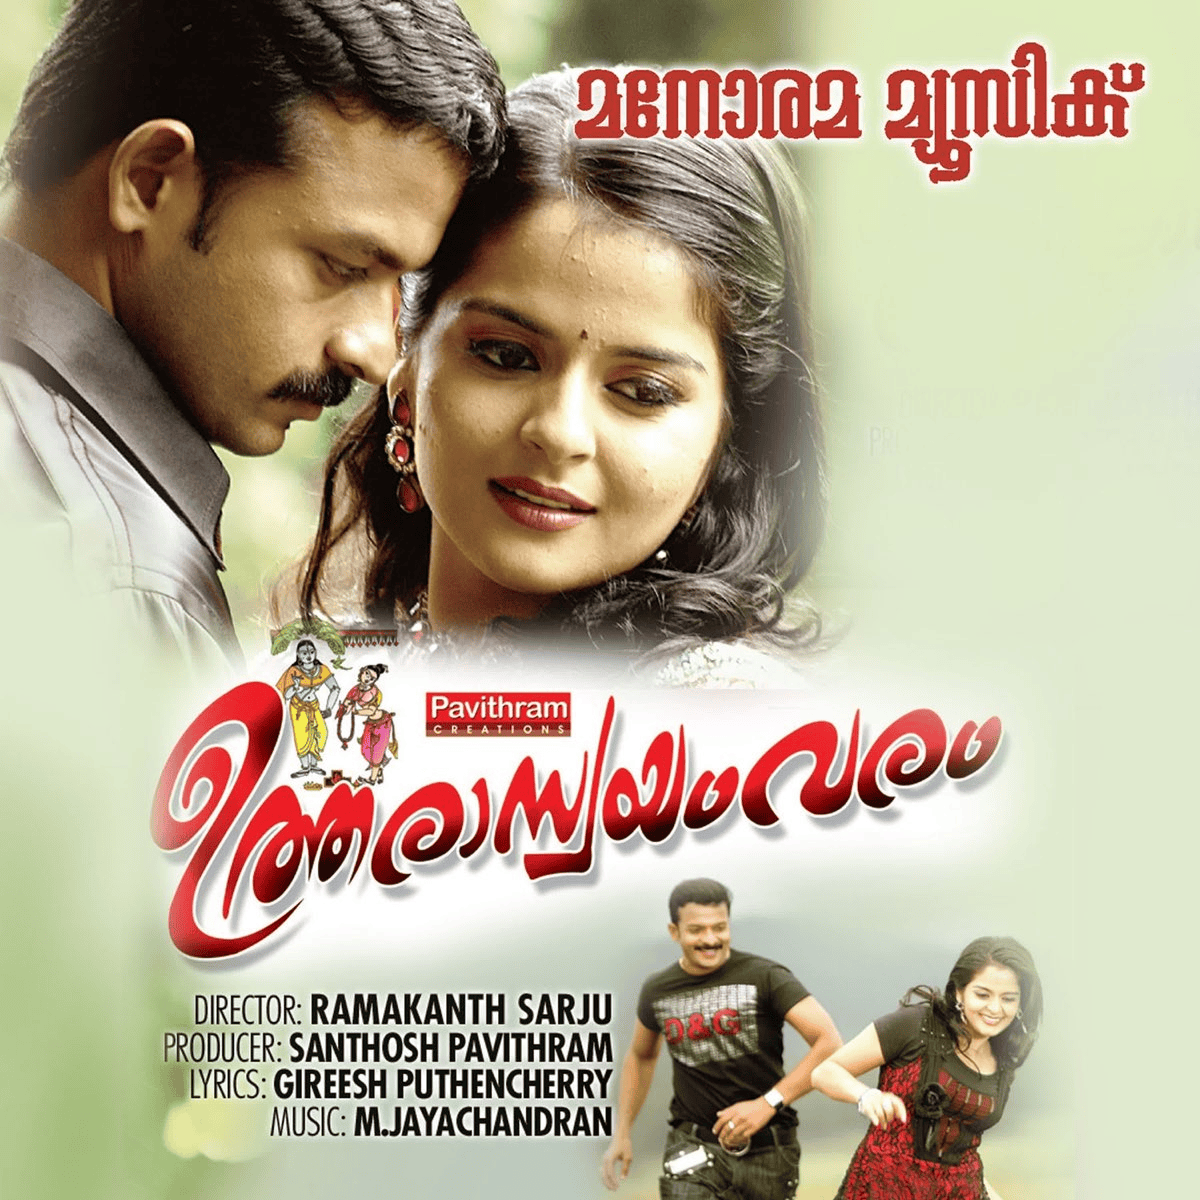 മനോരമ മ്യൂസിക്
Pavithram
CREATIONS
ഉത്തരാസ്വയംവരം
D&G
DIRECTOR: RAMAKANTH SARJU
PRODUCER: SANTHOSH PAVITHRAM
LYRICS: GIREESH PUTHENCHERRY
MUSIC: M.JAYACHANDRAN